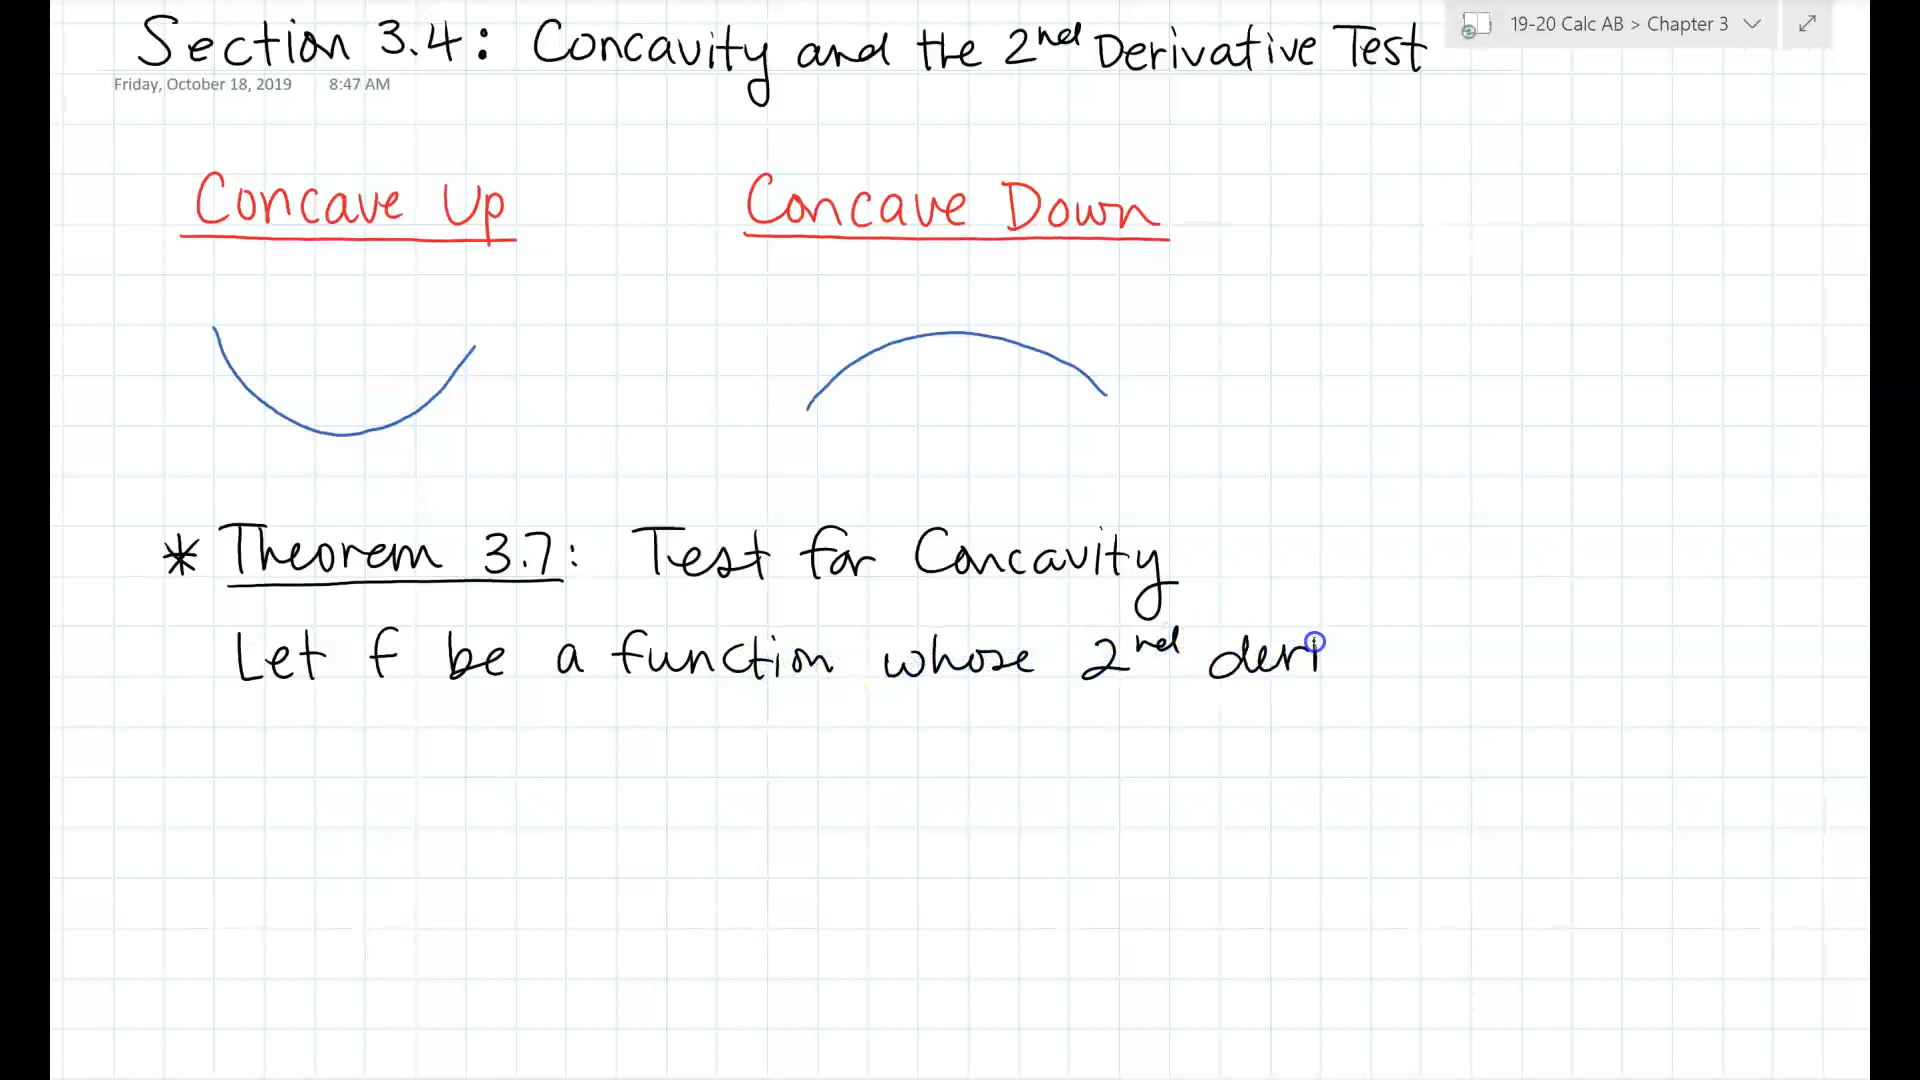 Section 3.4: Concavity and the 2nd Derivative Test
19-20 Calc AB > Chapter 3
Friday, October 18, 2019 8:47 AM
Concave Up Concave Down
* Theorem 3.7: Test for Concavity
Let f be a function whose 2nd deri